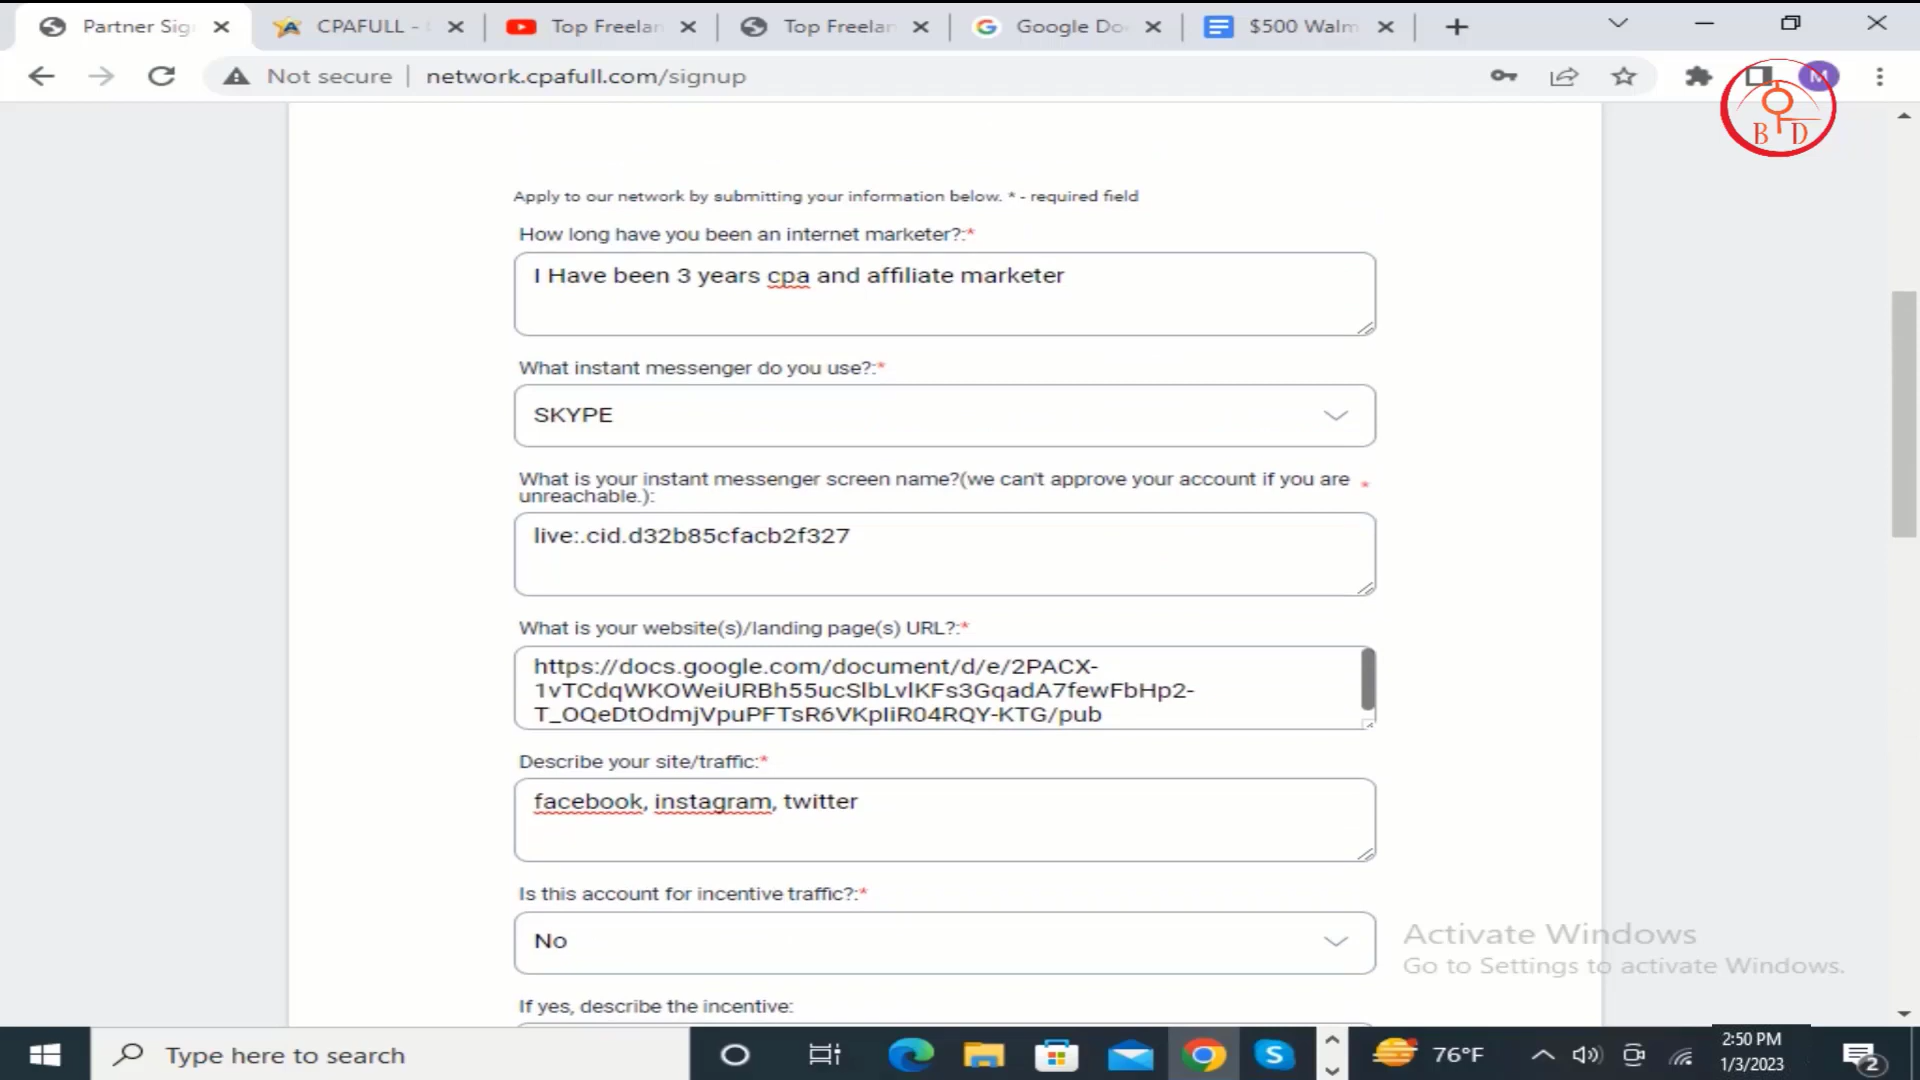 Partner Sig
CPAFULL -
Top Freelan
Top Freelan
Google Do
$500 Walm
Not secure
network.cpafull.com/signup
M
B D
Apply to our network by submitting your information below. * - required field
How long have you been an internet marketer?:*
I Have been 3 years cpa and affiliate marketer
What instant messenger do you use?:*
SKYPE
What is your instant messenger screen name?(we can't approve your account if you are *
unreachable.):
live:.cid.d32b85cfacb2f327
What is your website(s)/landing page(s) URL?:*
https://docs.google.com/document/d/e/2PACX-
1vTCdqWKOWeiURBh55ucSlbLvlKFs3GqadA7fewFbHp2-
T_OQeDtOdmjVpuPFTsR6VKpIiR04RQY-KTG/pub
Describe your site/traffic:*
facebook, instagram, twitter
Is this account for incentive traffic?:*
No
If yes, describe the incentive:
Activate Windows
Go to Settings to activate Windows.
Type here to search
76°F
2:50 PM
1/3/2023
2